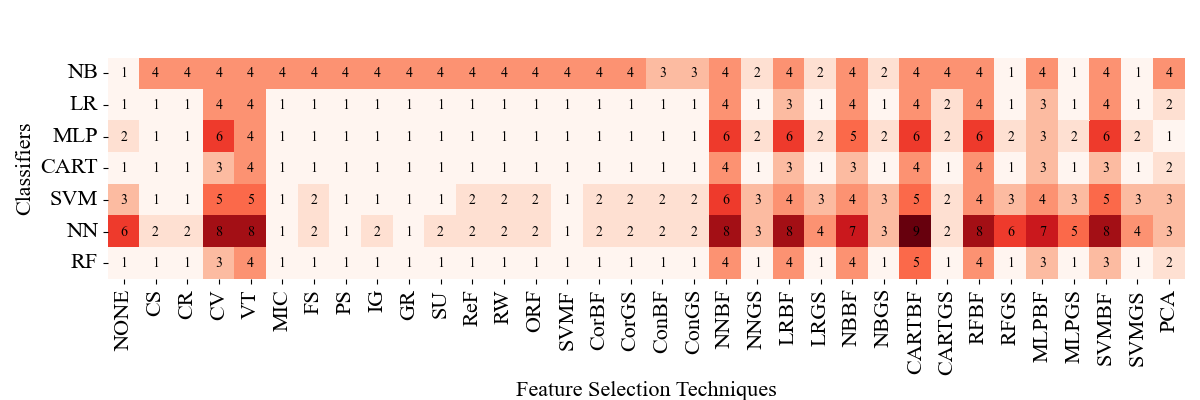 Classifiers
NB 1 4 4 4 4 4 4 4 4 4 4 4 4 4 4 4 4 3 3 4 2 4 2 4 2 4 4 4 1 4 1 4 1 4
LR 1 1 1 4 4 1 1 1 1 1 1 1 1 1 1 1 1 1 1 4 1 3 1 4 1 4 2 4 1 3 1 4 1 2
MLP 2 1 1 6 4 1 1 1 1 1 1 1 1 1 1 1 1 1 1 6 2 6 2 5 2 6 2 6 2 3 2 6 2 1
CART 1 1 1 3 4 1 1 1 1 1 1 1 1 1 1 1 1 1 1 4 1 3 1 3 1 4 1 4 1 3 1 3 1 2
SVM 3 1 1 5 5 1 2 1 1 1 1 2 2 2 1 2 2 2 2 6 3 4 3 4 3 5 2 4 3 4 3 5 3 3
NN 6 2 2 8 8 1 2 1 2 1 2 2 2 2 1 2 2 2 2 8 3 8 4 7 3 9 2 8 6 7 5 8 4 3
RF 1 1 1 3 4 1 1 1 1 1 1 1 1 1 1 1 1 1 1 4 1 4 1 4 1 5 1 4 1 3 1 3 1 2
NONE CS CR CV VT MIC FS PS IG GR SU ReF RW ORF SVMF CorBF CorGS ConBF ConGS NNBF NNGS LRBF LRGS NBBF NBGS CARTBF CARTGS RFBF RFGS MLPBF MLPGS SVMBF SVMGS PCA
Feature Selection Techniques